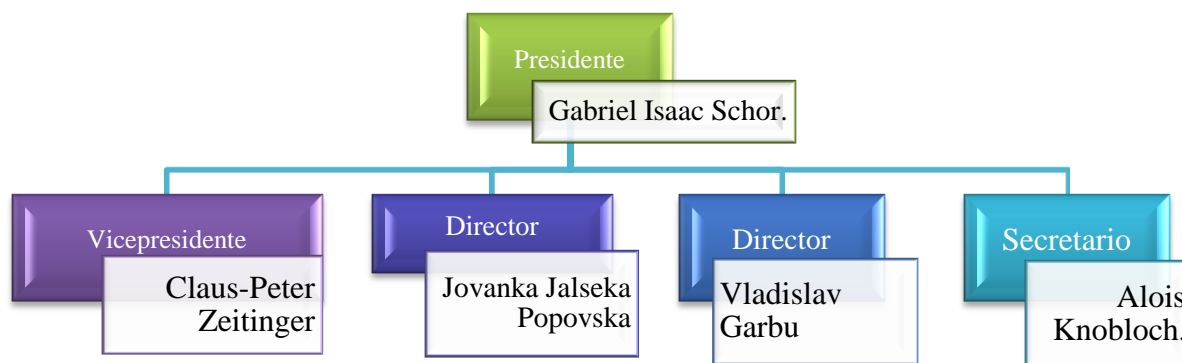 Presidente
Gabriel Isaac Schor.
Vicepresidente
Claus-Peter
Zeitinger
Director
Jovanka Jalseka
Popovska
Director
Vladislav
Garbu
Secretario
Alois
Knobloch.